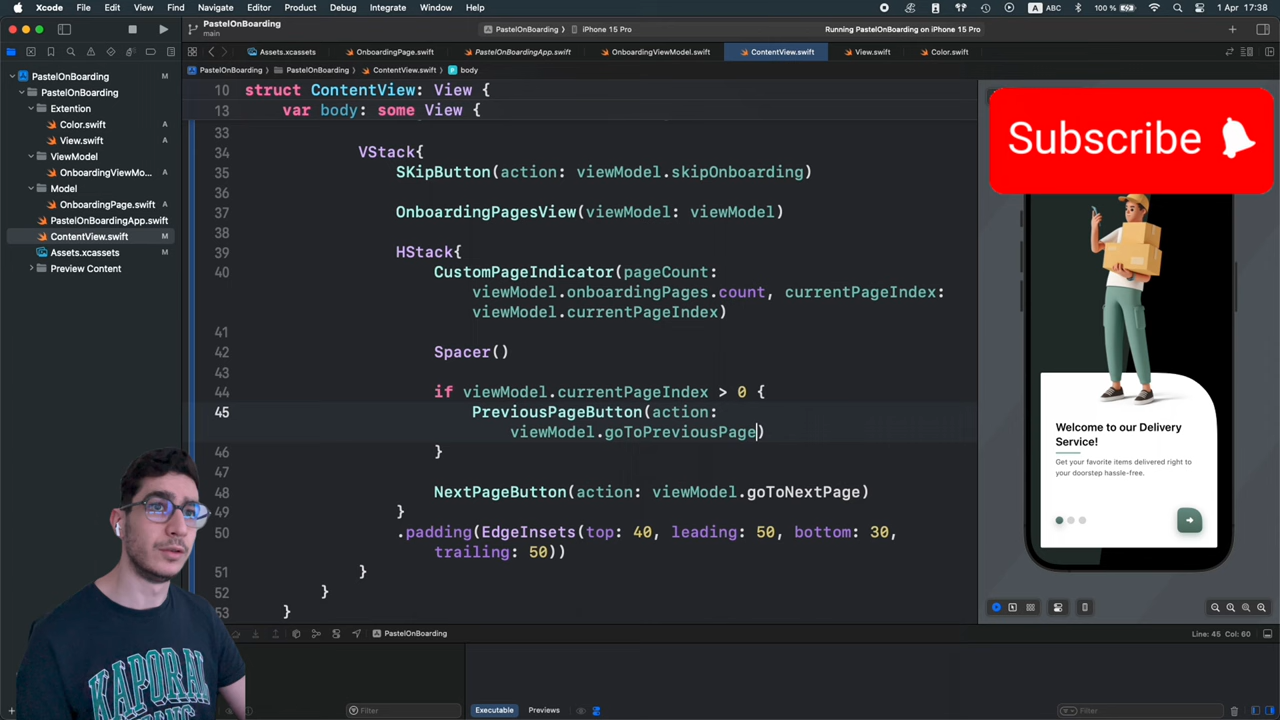 Xcode File Edit View Find Navigate Editor Product Debug Integrate Window Help
A ABC 100 % 1 Apr 17:38
PastelOnBoarding
main
PastelOnBoarding iPhone 15 Pro
Running PastelOnBoarding on iPhone 15 Pro
Assets.xcassets OnboardingPage.swift PastelOnBoardingApp.swift OnboardingViewModel.swift ContentView.swift View.swift Color.swift
PastelOnBoarding PastelOnBoarding ContentView.swift body
PastelOnBoarding M
PastelOnBoarding
Extention
Color.swift A
View.swift A
ViewModel
OnboardingViewMo... A
Model
OnboardingPage.swift A
PastelOnBoardingApp.swift M
ContentView.swift M
Assets.xcassets M
Preview Content
10 struct ContentView: View {
13 var body: some View {
33
34 VStack{
35 SKipButton(action: viewModel.skipOnboarding)
36
37 OnboardingPagesView(viewModel: viewModel)
38
39 HStack{
40 CustomPageIndicator(pageCount:
viewModel.onboardingPages.count, currentPageIndex:
viewModel.currentPageIndex)
41
42 Spacer()
43
44 if viewModel.currentPageIndex > 0 {
45 PreviousPageButton(action:
viewModel.goToPreviousPage)
46 }
47
48 NextPageButton(action: viewModel.goToNextPage)
49 }
50 .padding(EdgeInsets(top: 40, leading: 50, bottom: 30,
trailing: 50))
51 }
52 }
53 }
Subscribe
Welcome to our Delivery
Service!
Get your favorite items delivered right to
your doorstep hassle-free.
Line: 45 Col: 60
PastelOnBoarding
Filter
Executable Previews
Filter
KAPORAL